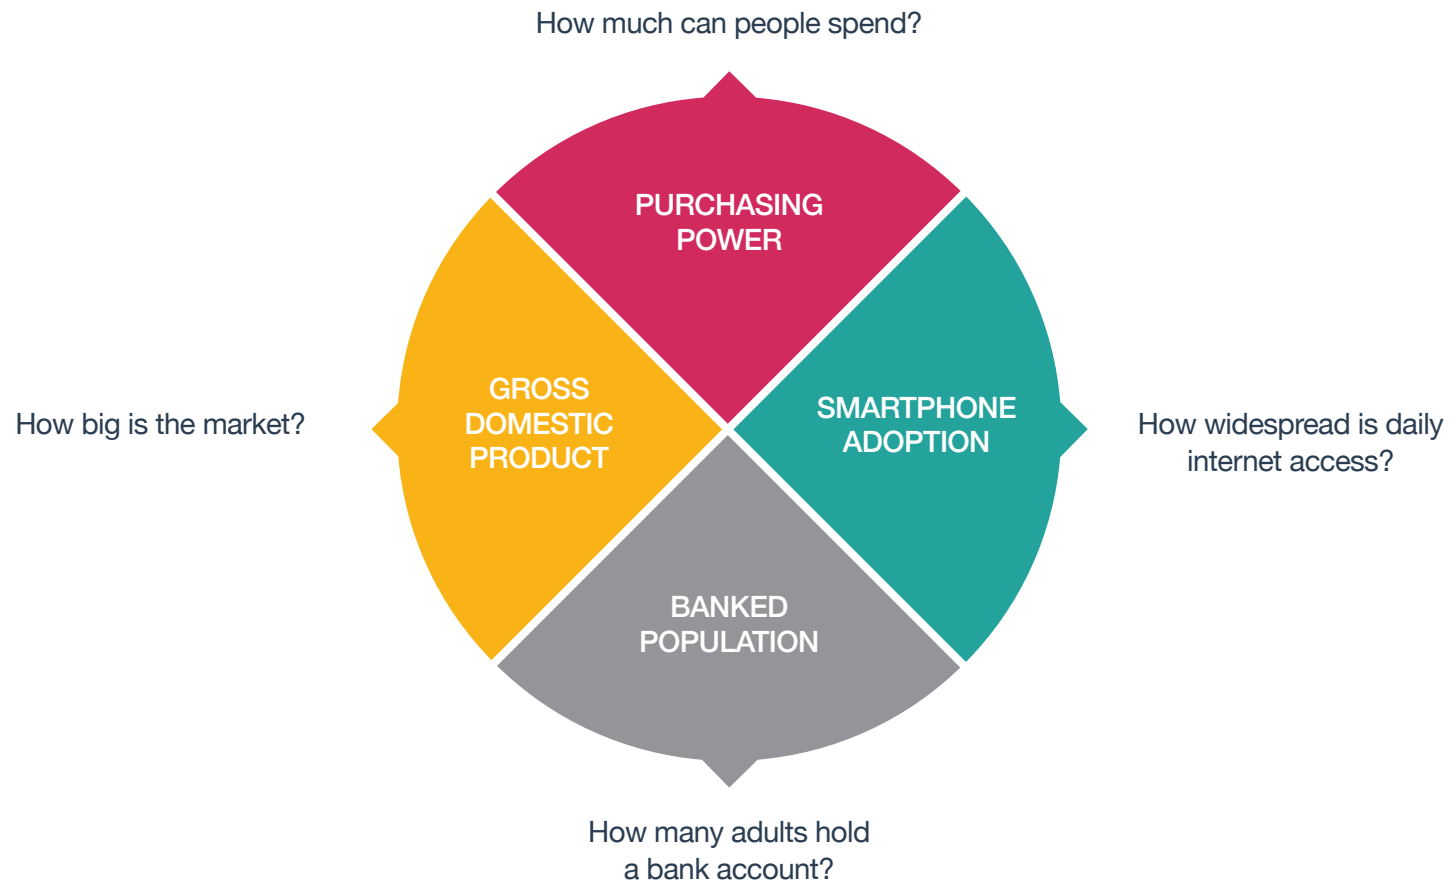 How much can people spend?
PURCHASING
POWER
GROSS
DOMESTIC
PRODUCT
How big is the market?
SMARTPHONE
ADOPTION
How widespread is daily
internet access?
BANKED
POPULATION
How many adults hold
a bank account?